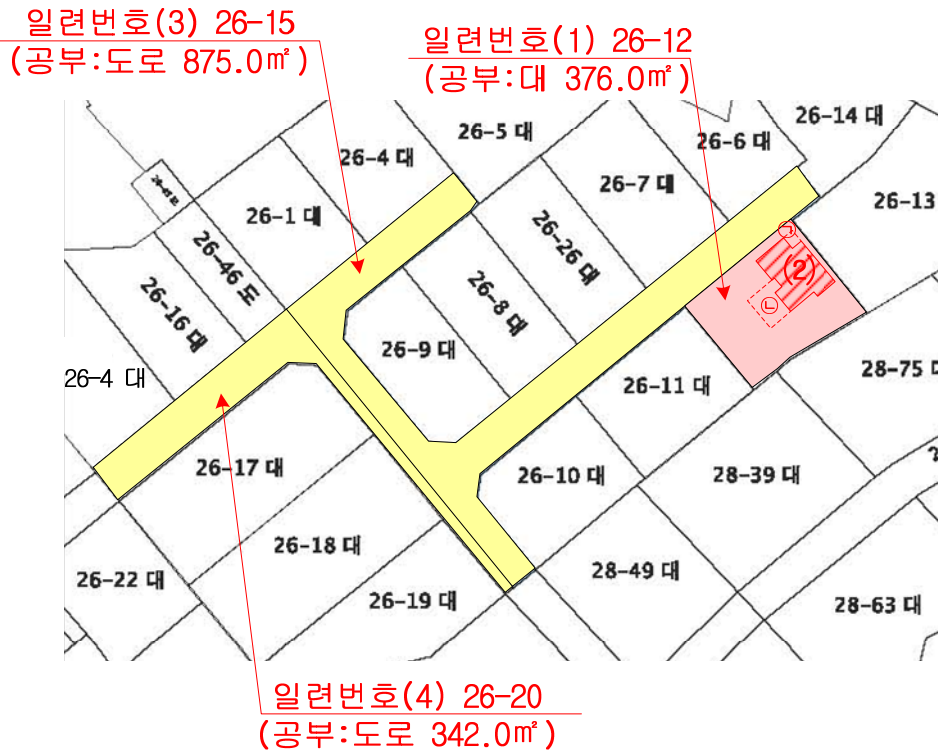 일련번호(3) 26-15
(공부:도로 875.0㎡)
일련번호(1) 26-12
(공부:대 376.0㎡)
26-14 대
26-5 대
26-6 대
26-4 대
26-7 대
26-13
26-1 대
26-46 도
26-26 대
(2)
ㄱ
ㄴ
26-16 대
26-8 대
26-9 대
26-4 대
26-11 대
28-75 대
26-17 대
26-10 대
28-39 대
26-18 대
26-22 대
28-49 대
26-19 대
28-63 대
일련번호(4) 26-20
(공부:도로 342.0㎡)